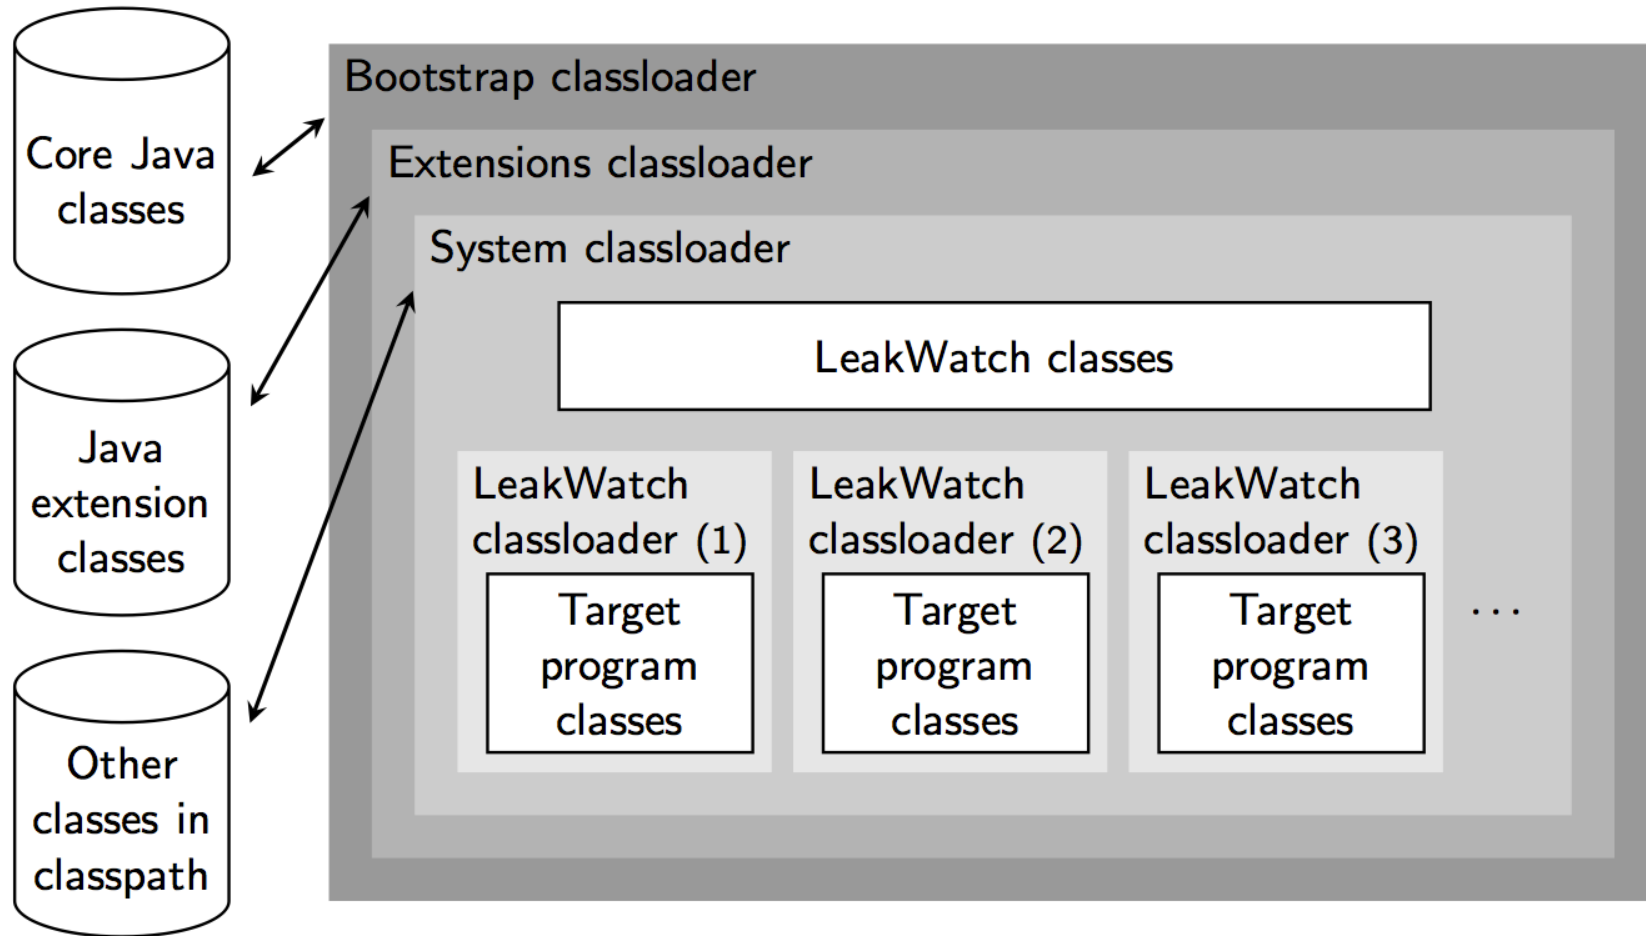 Core Java
classes
Java
extension
classes
Other
classes in
classpath
Bootstrap classloader
Extensions classloader
System classloader
LeakWatch classes
LeakWatch
classloader (1)
Target
program
classes
LeakWatch
classloader (2)
Target
program
classes
LeakWatch
classloader (3)
Target
program
classes
...